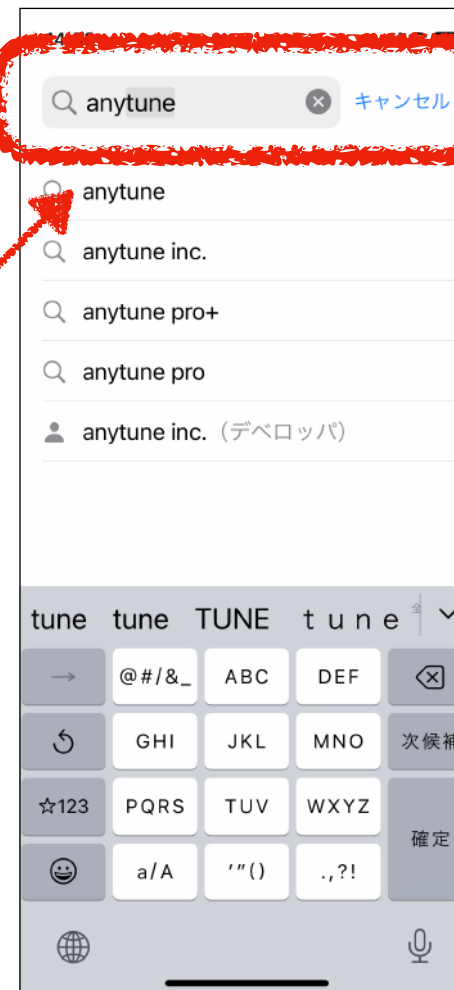 anytune キャンセル
anytune
anytune inc.
anytune pro+
anytune pro
anytune inc.（デベロッパ）
tune tune TUNE ｔｕｎｅ 全
→ @#/&_ ABC DEF
GHI JKL MNO 次候補
☆123 PQRS TUV WXYZ
確定
a/A ’”() .,?!